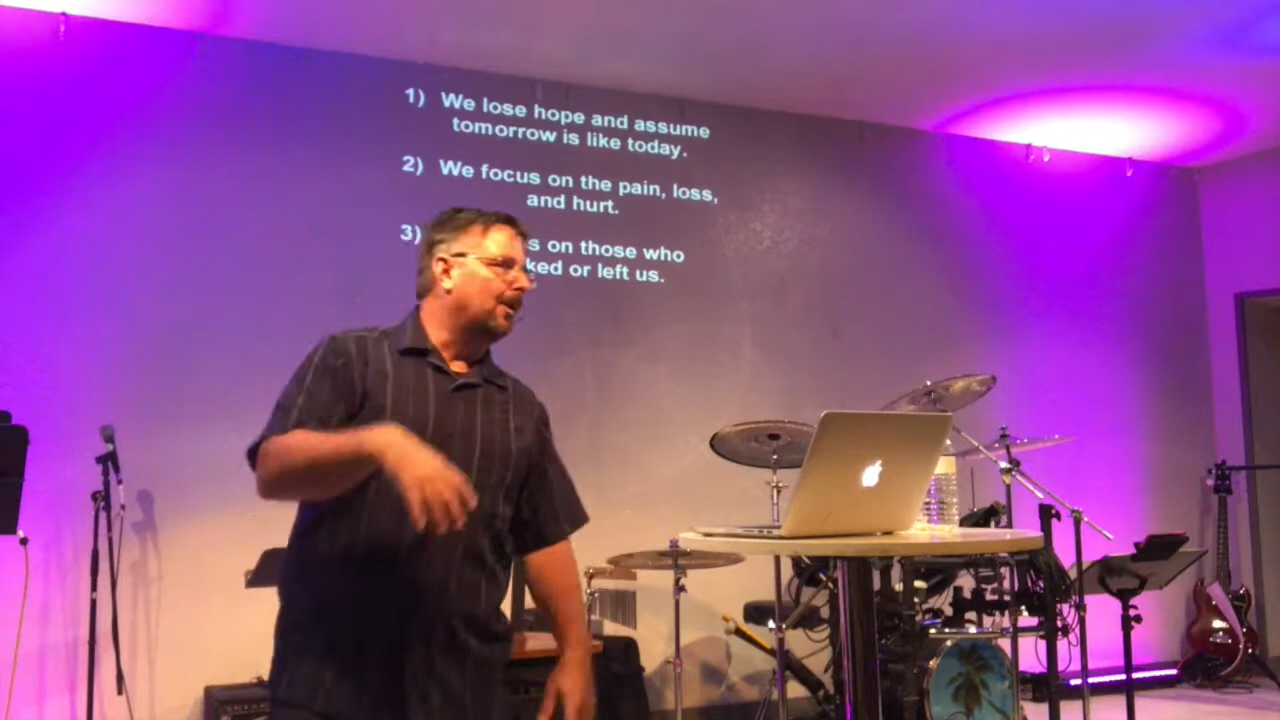 1) We lose hope and assume
tomorrow is like today.
2) We focus on the pain, loss,
and hurt.
3) on those who
or left us.